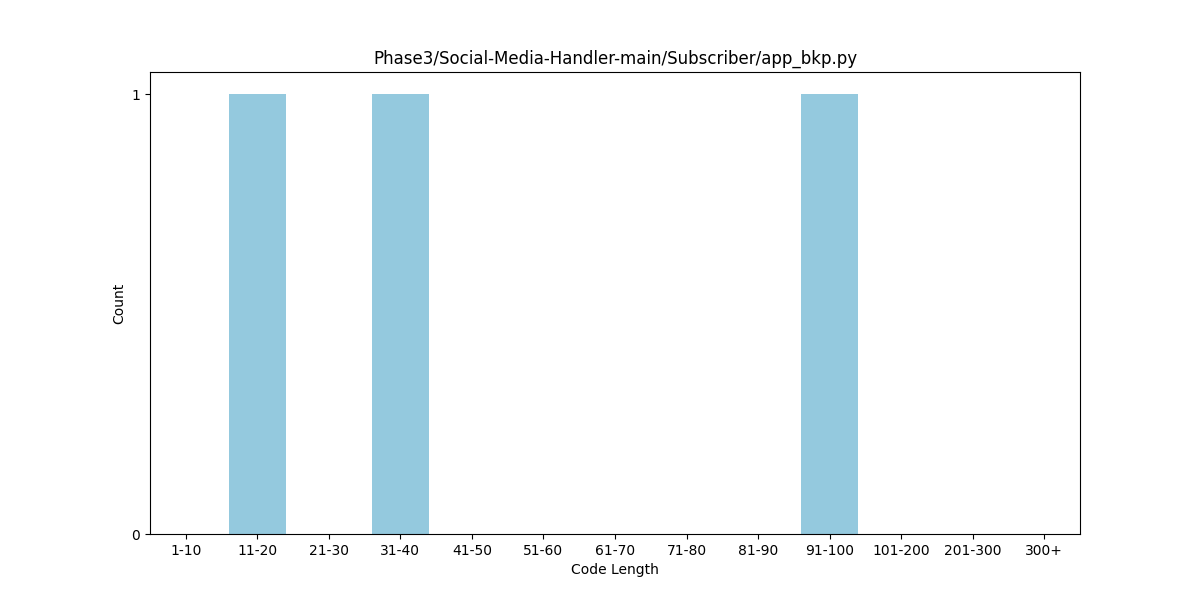 Phase3/Social-Media-Handler-main/Subscriber/app_bkp.py
1
Count
0
1-10 11-20 21-30 31-40 41-50 51-60 61-70 71-80 81-90 91-100 101-200 201-300 300+
Code Length